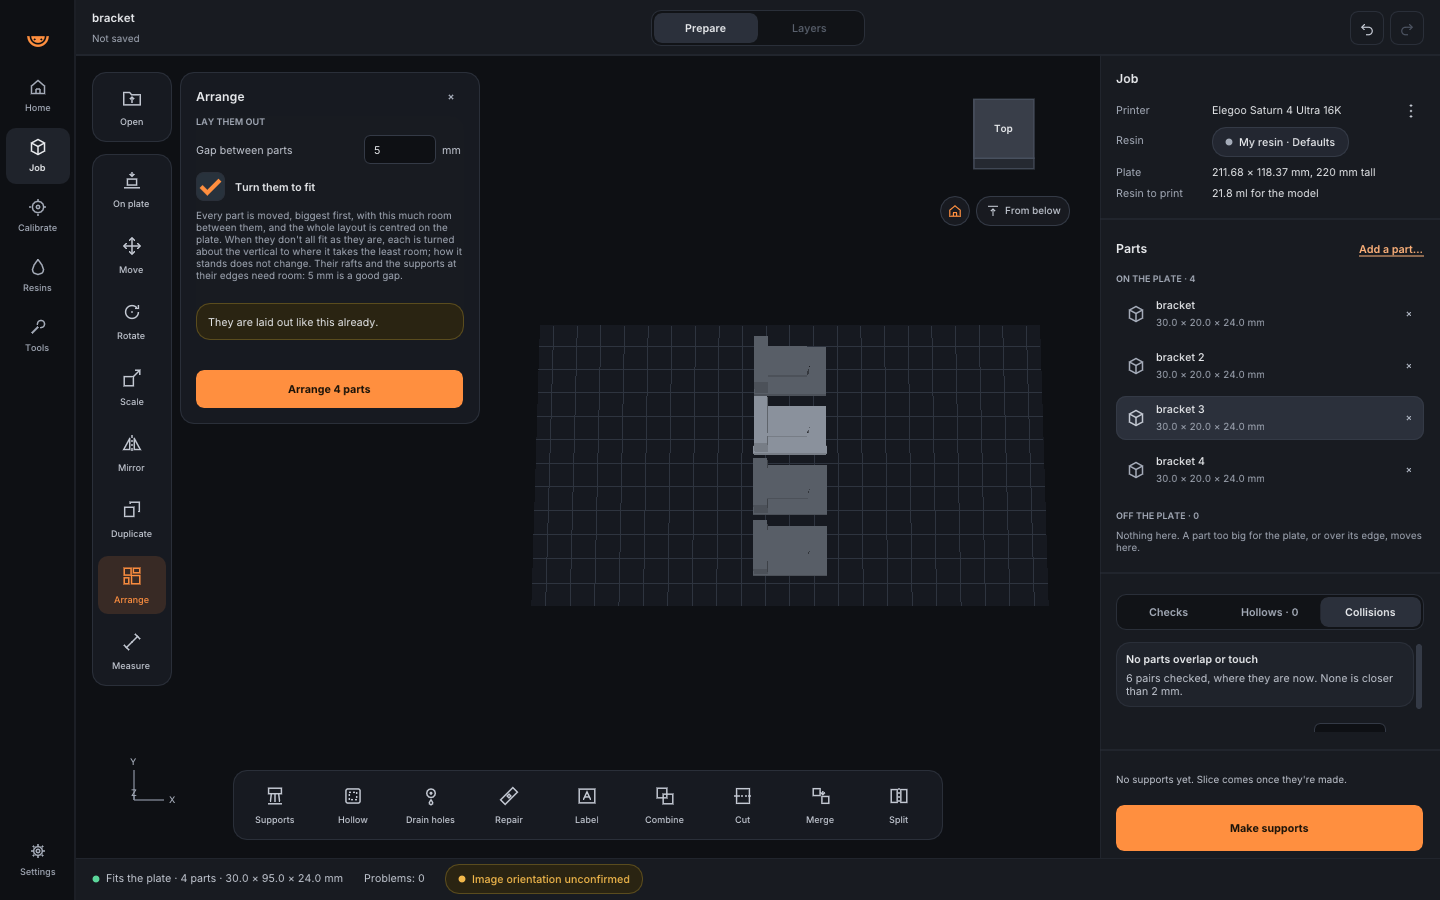 bracket
Not saved
Prepare
Layers
Home
Job
Calibrate
Resins
Tools
Settings
Open
On plate
Move
Rotate
Scale
Mirror
Duplicate
Arrange
Measure
Arrange
×
LAY THEM OUT
Gap between parts
5
mm
Turn them to fit
Every part is moved, biggest first, with this much room
between them, and the whole layout is centred on the
plate. When they don't all fit as they are, each is turned
about the vertical to where it takes the least room; how it
stands does not change. Their rafts and the supports at
their edges need room: 5 mm is a good gap.
They are laid out like this already.
Arrange 4 parts
Top
From below
Y
Z
X
Supports
Hollow
Drain holes
Repair
Label
Combine
Cut
Merge
Split
Fits the plate · 4 parts · 30.0 × 95.0 × 24.0 mm
Problems: 0
Image orientation unconfirmed
Job
Printer
Elegoo Saturn 4 Ultra 16K
Resin
My resin · Defaults
Plate
211.68 × 118.37 mm, 220 mm tall
Resin to print
21.8 ml for the model
Parts
Add a part...
ON THE PLATE · 4
bracket
30.0 × 20.0 × 24.0 mm
×
bracket 2
30.0 × 20.0 × 24.0 mm
×
bracket 3
30.0 × 20.0 × 24.0 mm
×
bracket 4
30.0 × 20.0 × 24.0 mm
×
OFF THE PLATE · 0
Nothing here. A part too big for the plate, or over its edge, moves
here.
Checks
Hollows · 0
Collisions
No parts overlap or touch
6 pairs checked, where they are now. None is closer
than 2 mm.
No supports yet. Slice comes once they're made.
Make supports